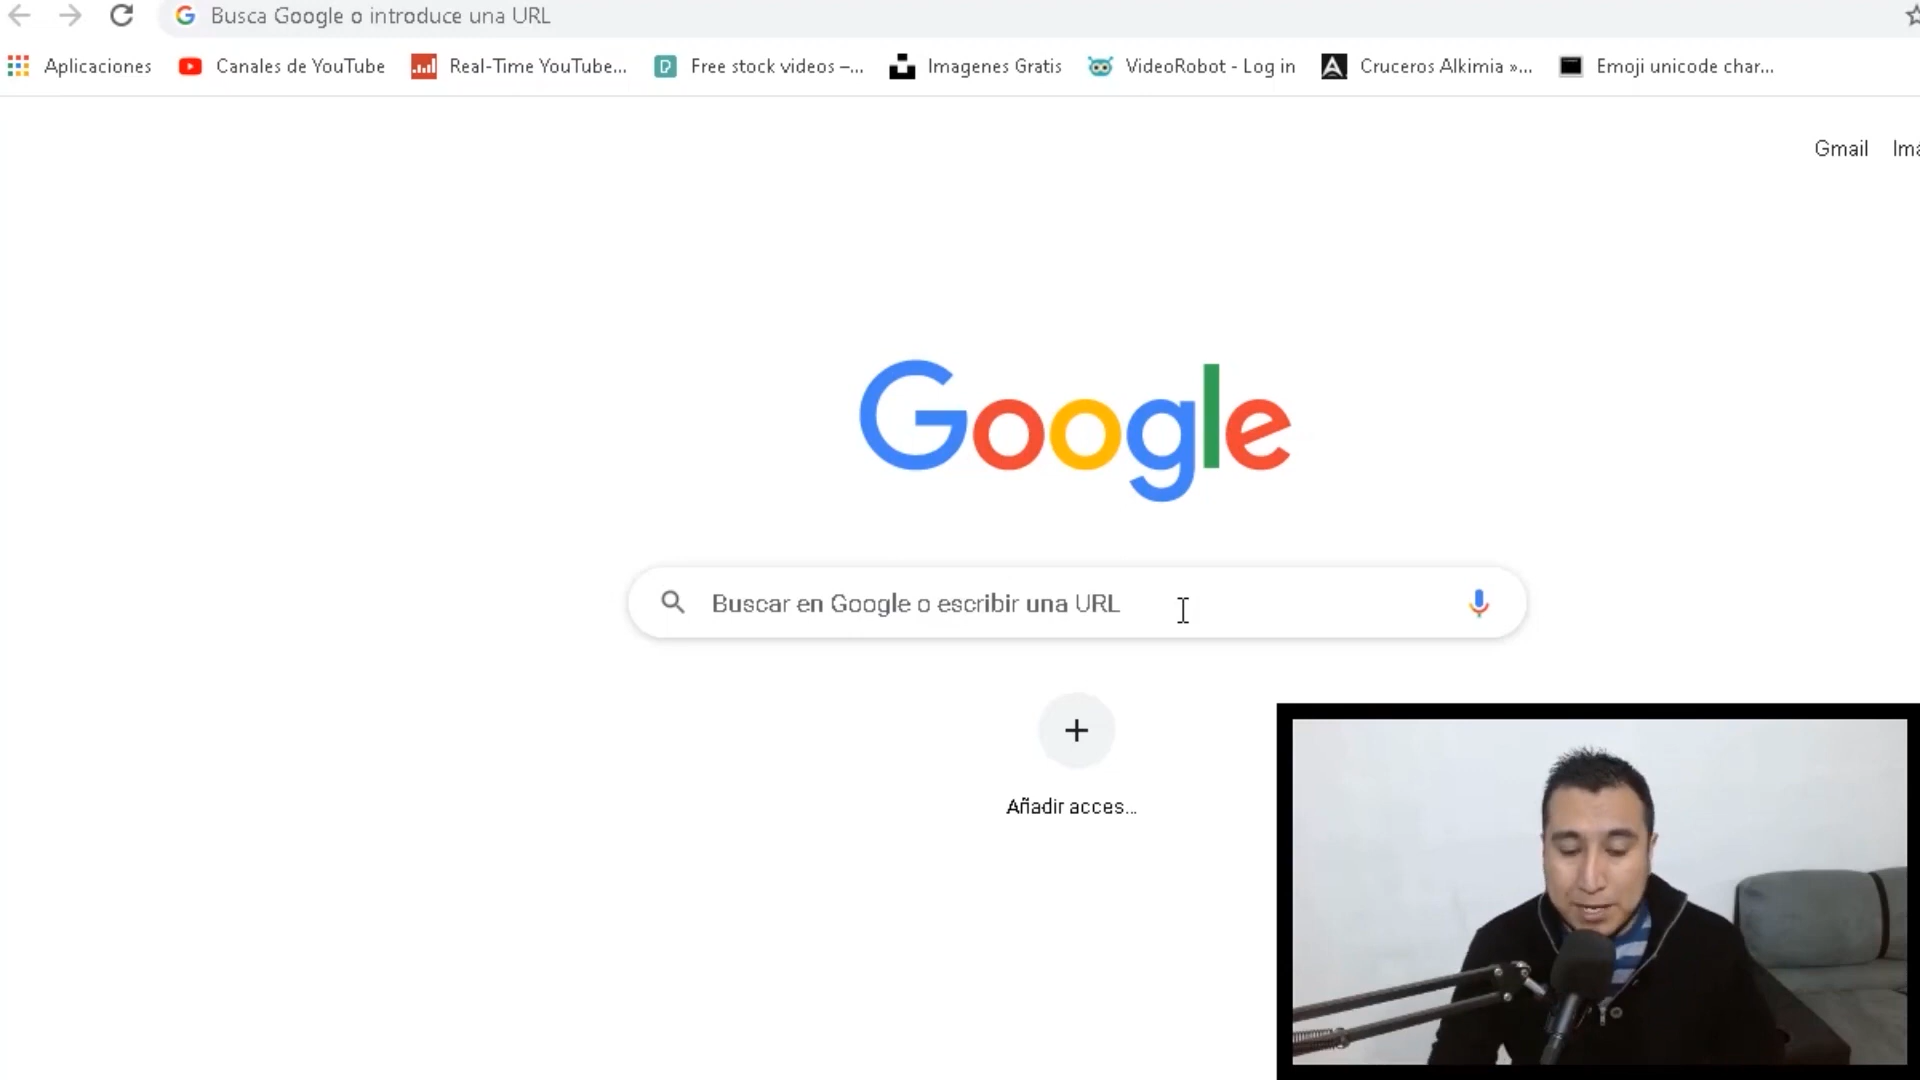 Busca Google o introduce una URL
Aplicaciones Canales de YouTube Real-Time YouTube... Free stock videos –... Imagenes Gratis VideoRobot - Log in Cruceros Alkimia »... Emoji unicode char...
Gmail Ima
Google
Buscar en Google o escribir una URL
Añadir acces...